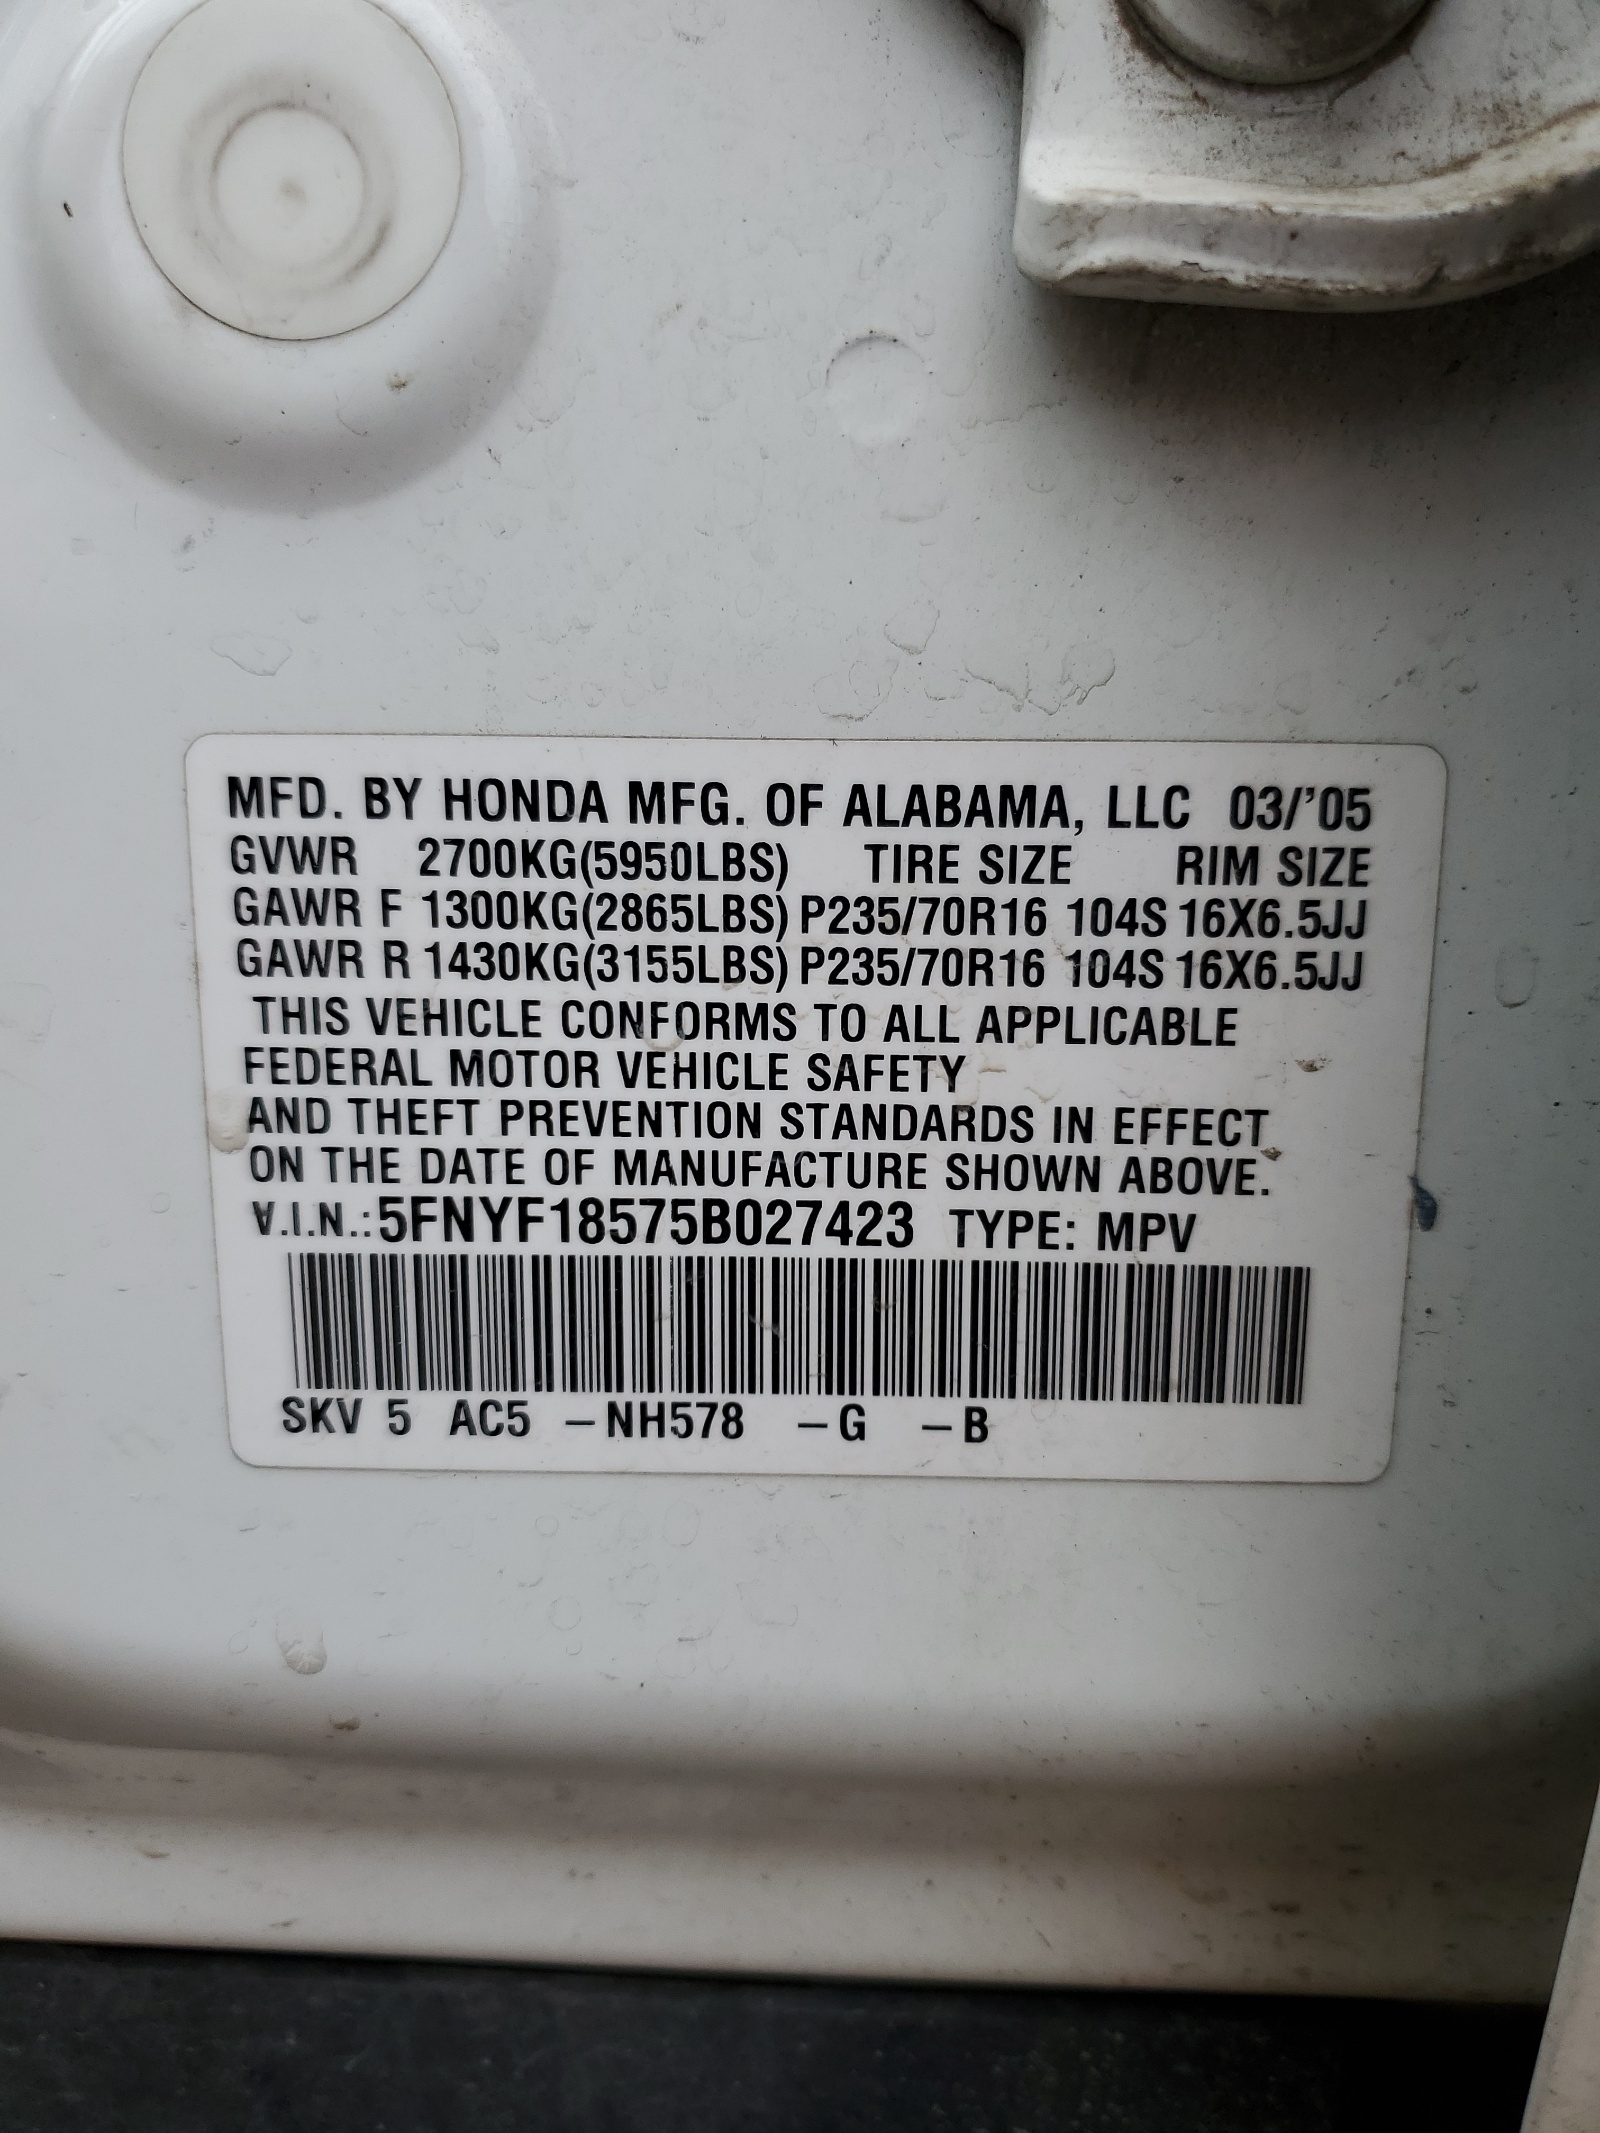 MFD. BY HONDA MFG. OF ALABAMA, LLC 03/'05
GVWR 2700KG(5950LBS) TIRE SIZE RIM SIZE
GAWR F 1300KG(2865LBS) P235/70R16 104S 16X6.5JJ
GAWR R 1430KG(3155LBS) P235/70R16 104S 16X6.5JJ
THIS VEHICLE CONFORMS TO ALL APPLICABLE
FEDERAL MOTOR VEHICLE SAFETY
AND THEFT PREVENTION STANDARDS IN EFFECT
ON THE DATE OF MANUFACTURE SHOWN ABOVE.
V.I.N.: 5FNYF18575B027423 TYPE: MPV
SKV 5 AC5 –NH578 –G –B